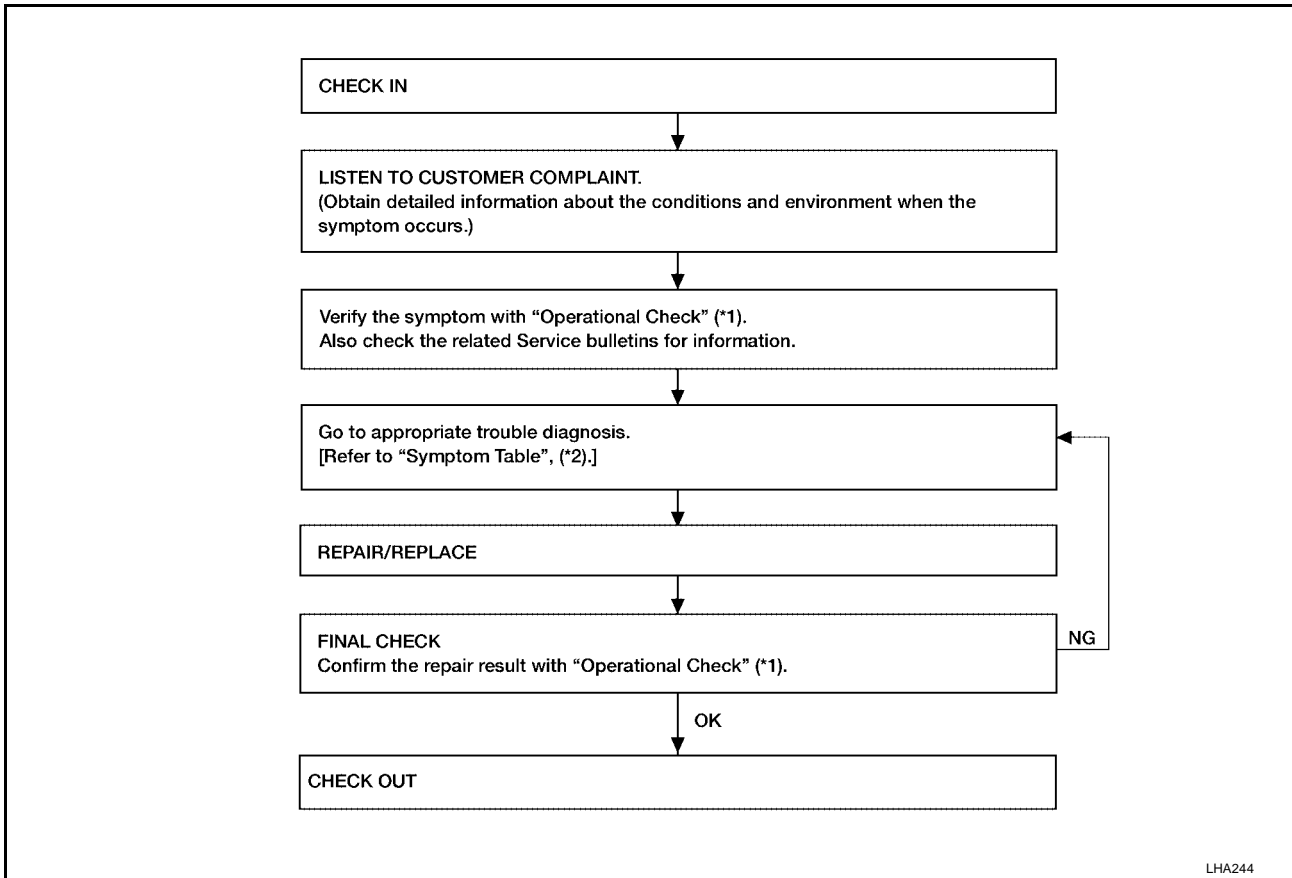 CHECK IN
LISTEN TO CUSTOMER COMPLAINT.
(Obtain detailed information about the conditions and environment when the
symptom occurs.)
Verify the symptom with “Operational Check” (*1).
Also check the related Service bulletins for information.
Go to appropriate trouble diagnosis.
[Refer to “Symptom Table”, (*2).]
REPAIR/REPLACE
FINAL CHECK
Confirm the repair result with “Operational Check” (*1).
NG
OK
CHECK OUT
LHA244